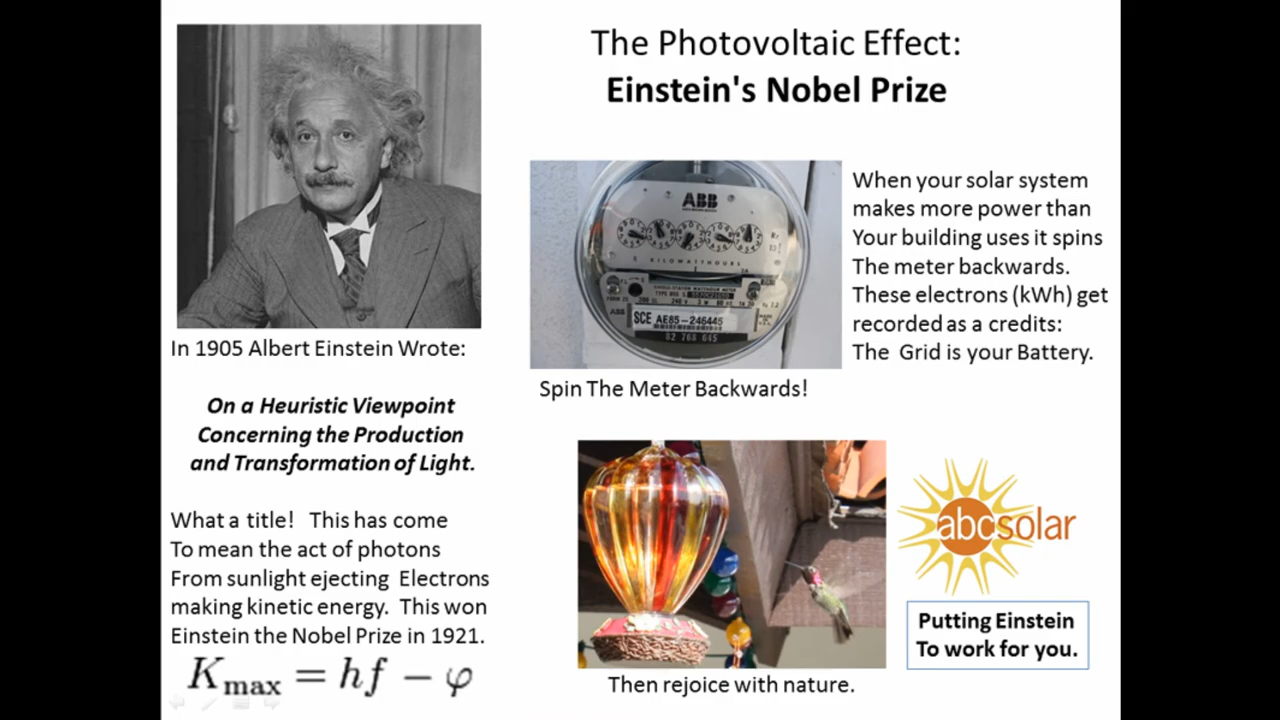 The Photovoltaic Effect:
Einstein's Nobel Prize
In 1905 Albert Einstein Wrote:
On a Heuristic Viewpoint
Concerning the Production
and Transformation of Light.
What a title! This has come
To mean the act of photons
From sunlight ejecting Electrons
making kinetic energy. This won
Einstein the Nobel Prize in 1921.
K max = hf − φ
ABB
KILOWATTHOURS
ABB
SCE AE85-246445
Spin The Meter Backwards!
When your solar system
makes more power than
Your building uses it spins
The meter backwards.
These electrons (kWh) get
recorded as a credits:
The Grid is your Battery.
Then rejoice with nature.
abcsolar
Putting Einstein
To work for you.